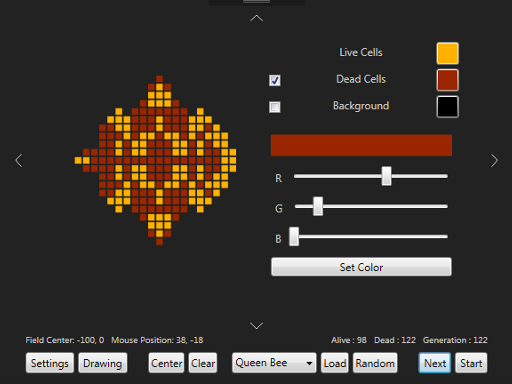 Live Cells
Dead Cells
Background
R
G
B
Set Color
Field Center: -100, 0 Mouse Position: 38, -18 Alive : 98 Dead : 122 Generation : 122
Settings Drawing Center Clear Queen Bee Load Random Next Start